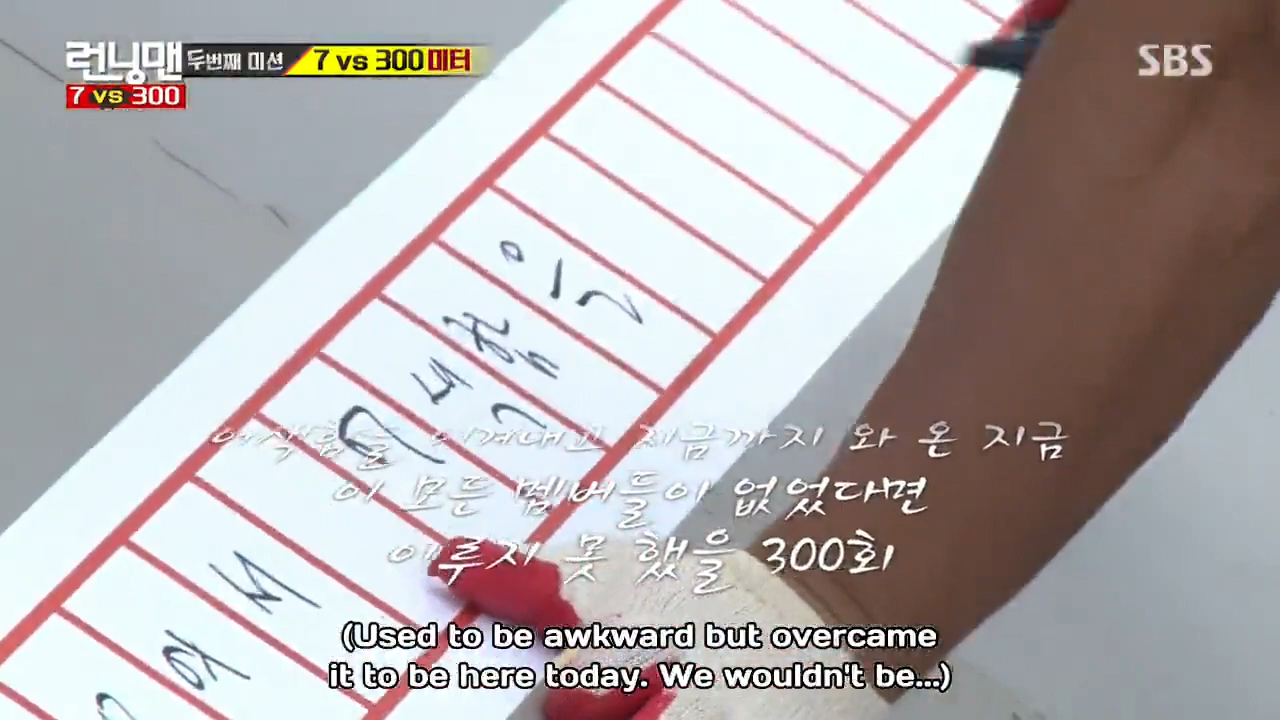 런닝맨 두번째 미션 7 vs 300 미터
7 vs 300
SBS
어색함을 이겨내고 지금까지 와 온 지금
이 모든 멤버들이 없었다면
이루지 못 했을 300회
(Used to be awkward but overcame
it to be here today. We wouldn't be...)